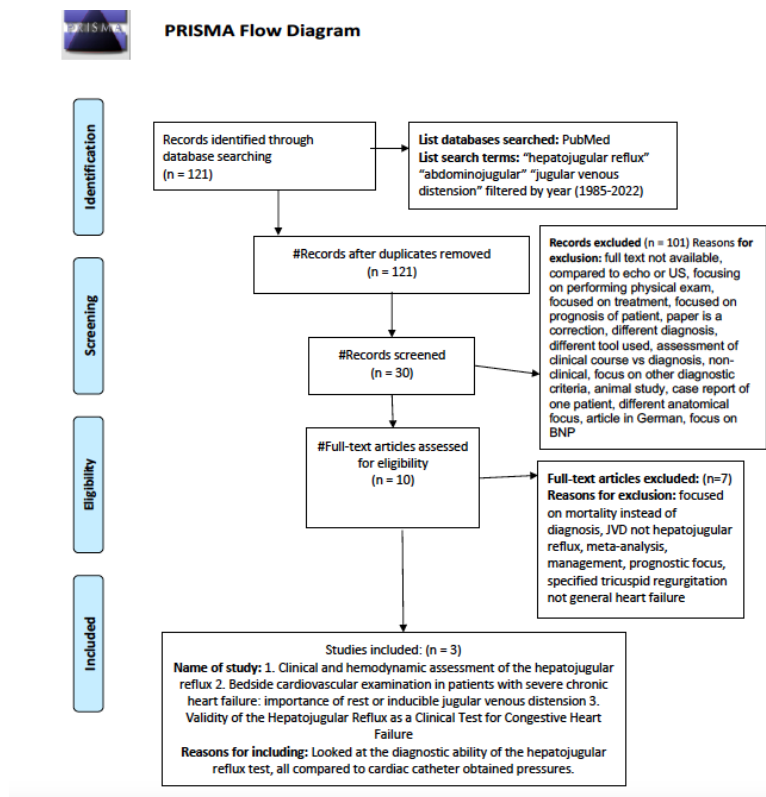 PRISMA
PRISMA Flow Diagram
Identification
Records identified through
database searching
(n = 121)
List databases searched: PubMed
List search terms: “hepatojugular reflux”
“abdominojugular” “jugular venous
distension” filtered by year (1985-2022)
#Records after duplicates removed
(n = 121)
Screening
Records excluded (n = 101) Reasons for
exclusion: full text not available,
compared to echo or US, focusing
on performing physical exam,
focused on treatment, focused on
prognosis of patient, paper is a
correction, different diagnosis,
different tool used, assessment of
clinical course vs diagnosis, non-
clinical, focus on other diagnostic
criteria, animal study, case report of
one patient, different anatomical
focus, article in German, focus on
BNP
#Records screened
(n = 30)
Eligibility
#Full-text articles assessed
for eligibility
(n = 10)
Full-text articles excluded: (n=7)
Reasons for exclusion: focused
on mortality instead of
diagnosis, JVD not hepatojugular
reflux, meta-analysis,
management, prognostic focus,
specified tricuspid regurgitation
not general heart failure
Included
Studies included: (n = 3)
Name of study: 1. Clinical and hemodynamic assessment of the hepatojugular
reflux 2. Bedside cardiovascular examination in patients with severe chronic
heart failure: importance of rest or inducible jugular venous distension 3.
Validity of the Hepatojugular Reflux as a Clinical Test for Congestive Heart
Failure
Reasons for including: Looked at the diagnostic ability of the hepatojugular
reflux test, all compared to cardiac catheter obtained pressures.